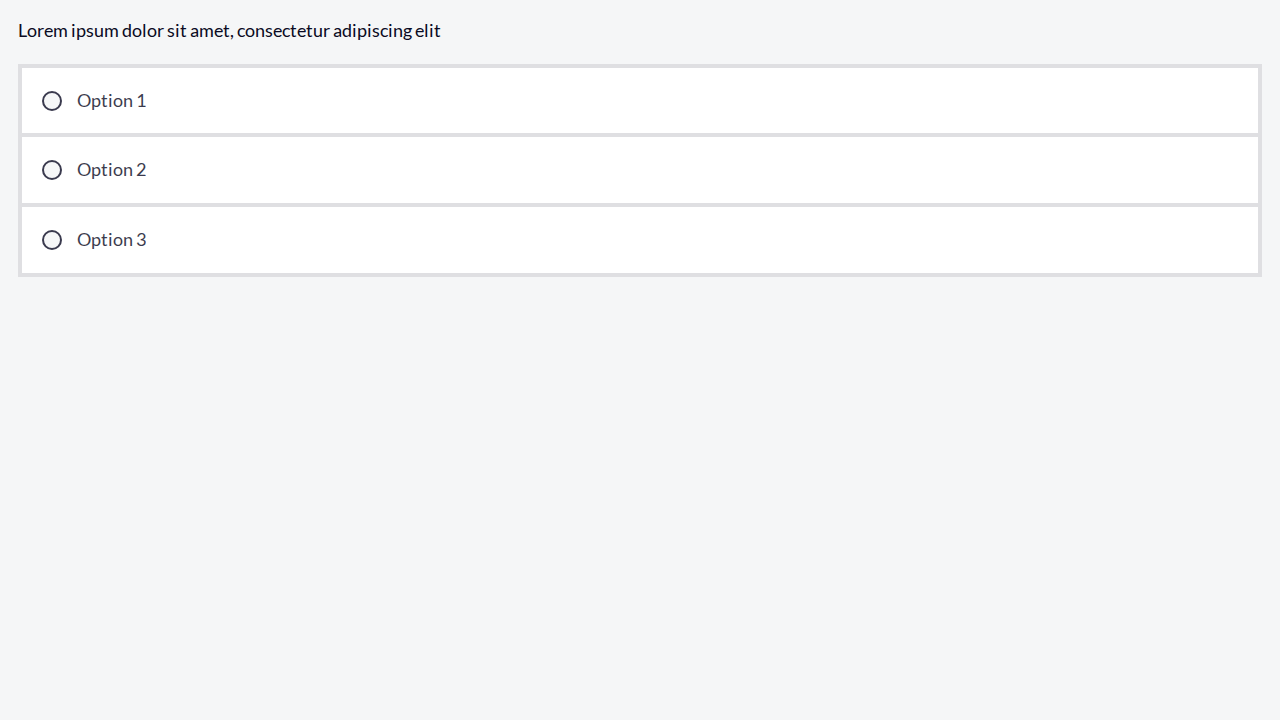 Lorem ipsum dolor sit amet, consectetur adipiscing elit
Option 1
Option 2
Option 3